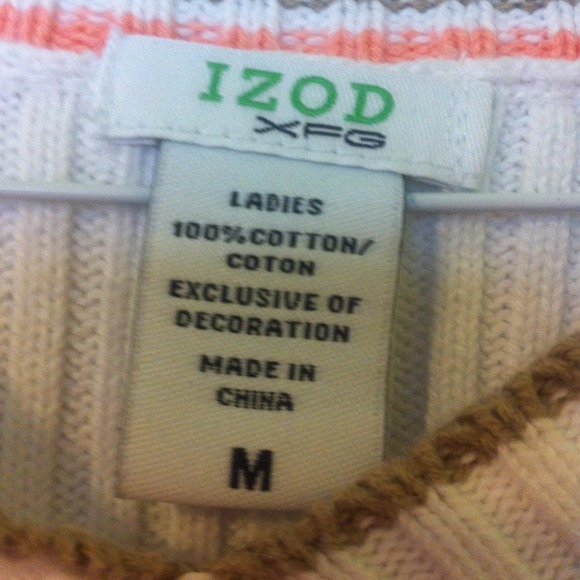 IZOD
XFG
LADIES
100%COTTON/
COTON
EXCLUSIVE OF
DECORATION
MADE IN
CHINA
M